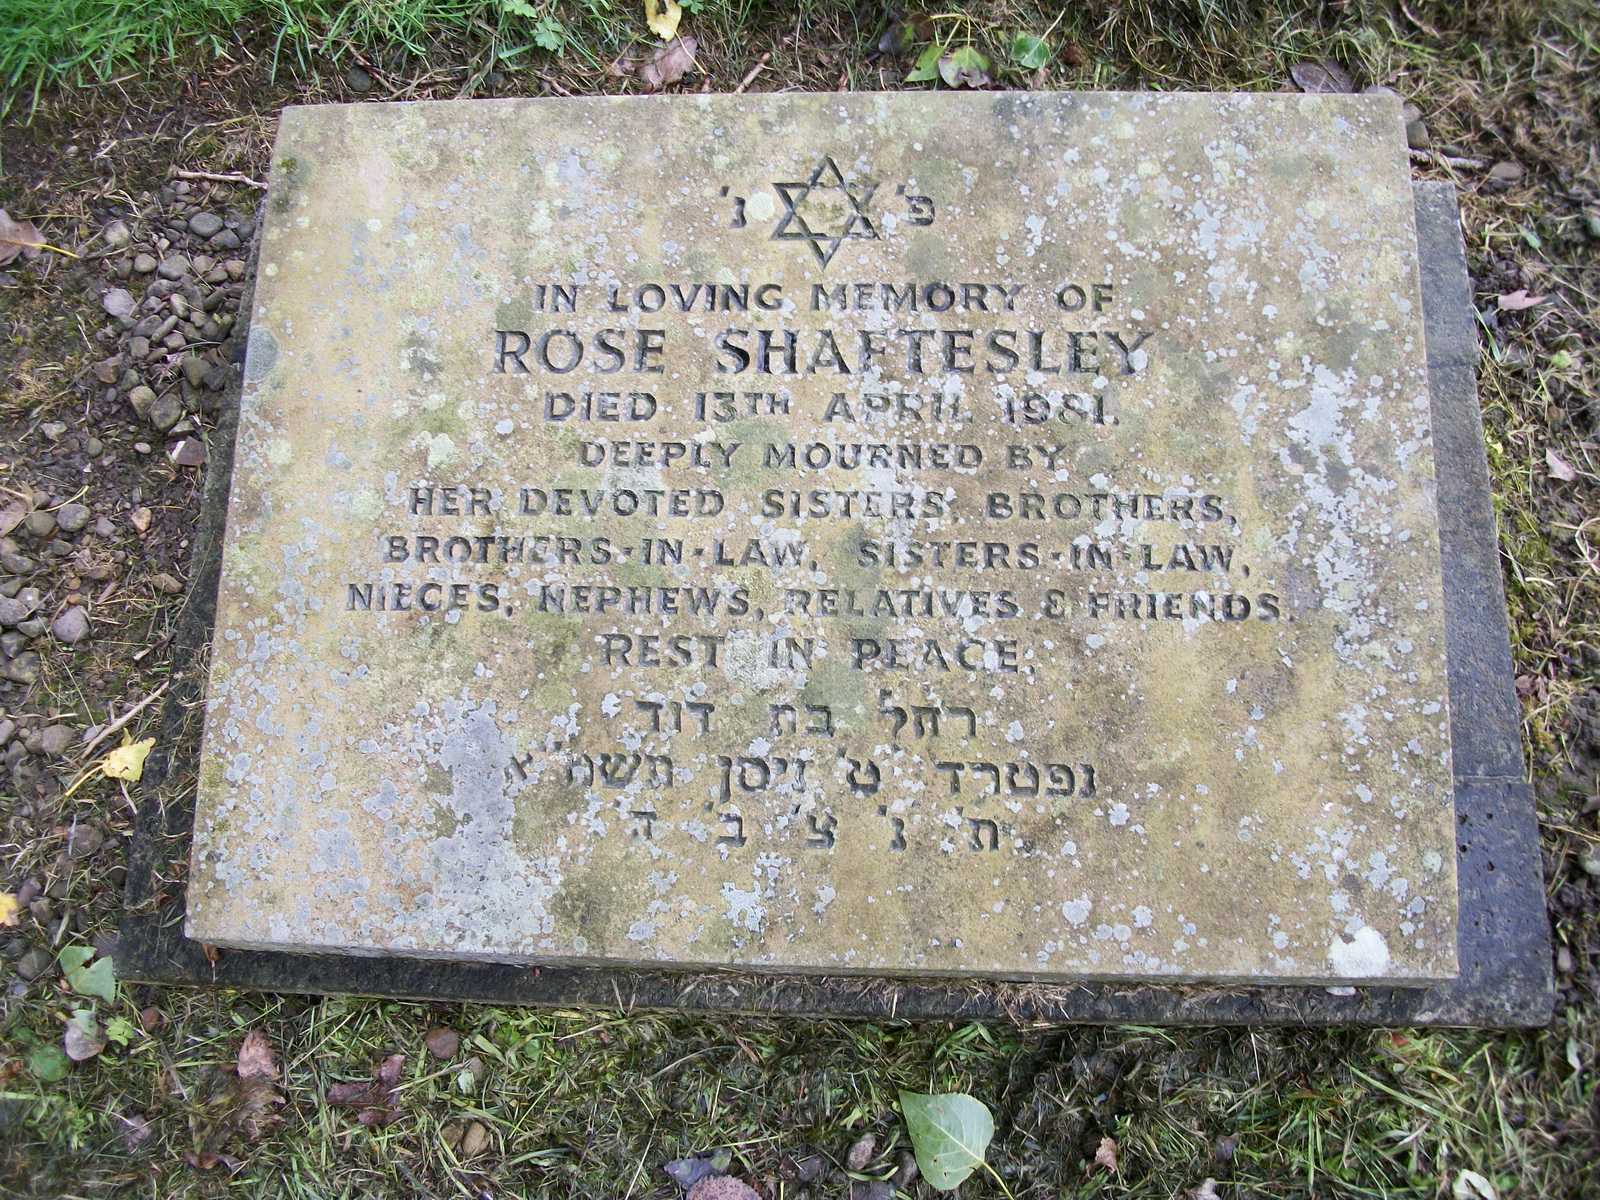 פ' נ'
IN LOVING MEMORY OF
ROSE SHAFTESLEY
DIED 13TH APRIL 1981.
DEEPLY MOURNED BY
HER DEVOTED SISTERS, BROTHERS,
BROTHERS-IN-LAW, SISTERS-IN-LAW,
NIECES, NEPHEWS, RELATIVES & FRIENDS.
REST IN PEACE.
רחל בת דוד
נפטרד ט' ניסן תשמ"א
ת' נ' צ' ב' ה'